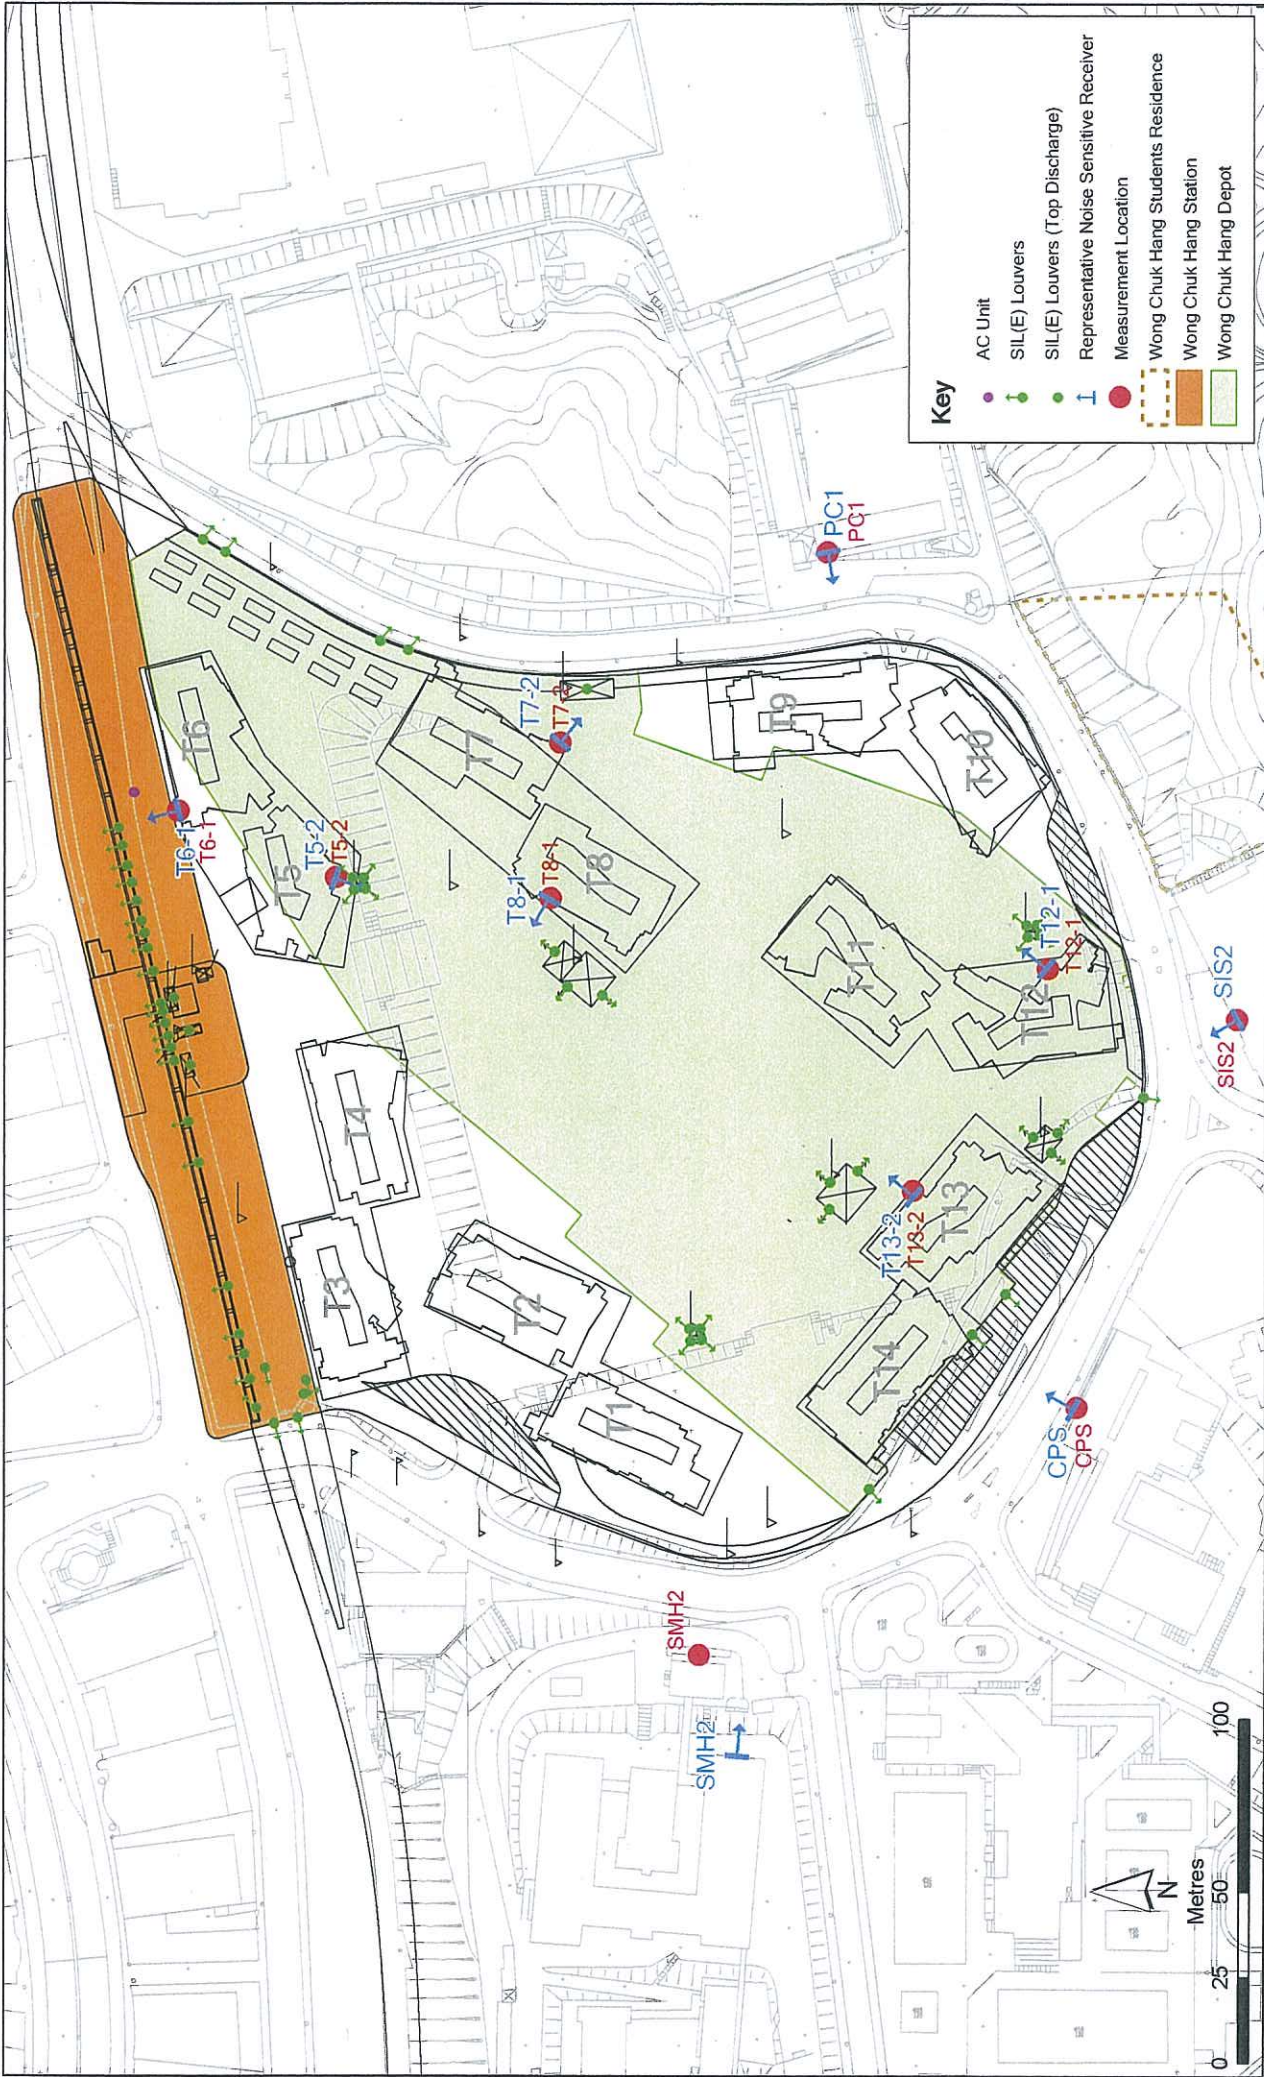 Key
AC Unit
SIL(E) Louvers
SIL(E) Louvers (Top Discharge)
Representative Noise Sensitive Receiver
Measurement Location
Wong Chuk Hang Students Residence
Wong Chuk Hang Station
Wong Chuk Hang Depot
T6
T6-1
T6-1
T5
T5-2
T5-2
T4
T3
T2
T1
T7
T7-2
T7-2
T8
T8-1
T8-1
T9
T10
T11
T12
T12-1
T12-1
T13
T13-2
T13-2
T14
PC1
PC1
SIS2
SIS2
CPS
CPS
SMH2
SMH2
N
Metres
0 25 50 100